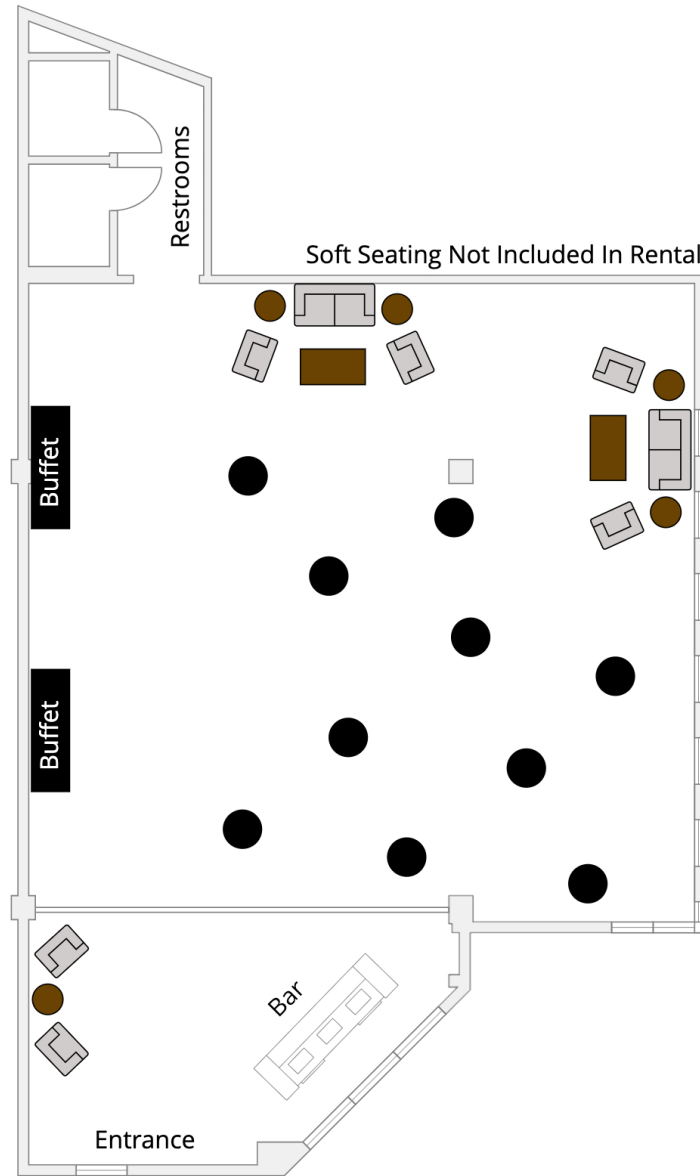 Restrooms
Soft Seating Not Included In Rental
Buffet
Buffet
Bar
Entrance